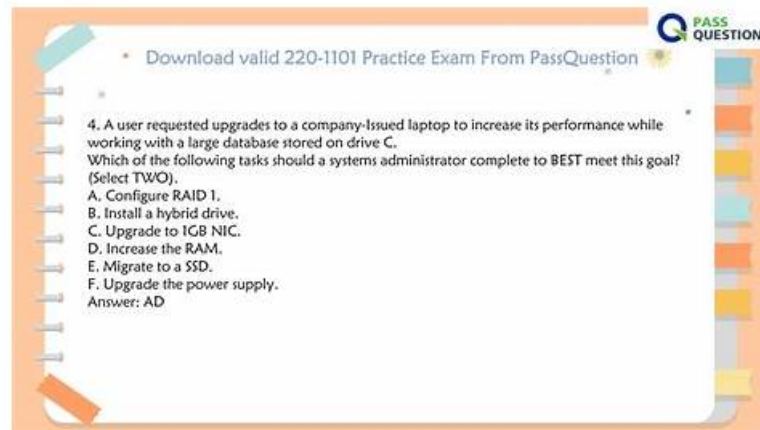 PASS
QUESTION
• Download valid 220-1101 Practice Exam From PassQuestion
4. A user requested upgrades to a company-Issued laptop to increase its performance while
working with a large database stored on drive C.
Which of the following tasks should a systems administrator complete to BEST meet this goal?
(Select TWO).
A. Configure RAID 1.
B. Install a hybrid drive.
C. Upgrade to 1GB NIC.
D. Increase the RAM.
E. Migrate to a SSD.
F. Upgrade the power supply.
Answer: AD